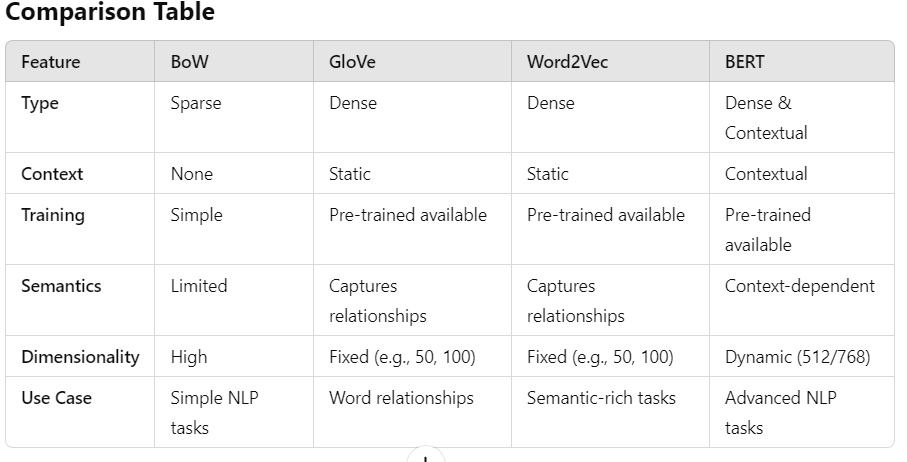 Comparison Table
Feature BoW GloVe Word2Vec BERT
Type Sparse Dense Dense Dense &
Contextual
Context None Static Static Contextual
Training Simple Pre-trained available Pre-trained available Pre-trained
available
Semantics Limited Captures Captures Context-dependent
relationships relationships
Dimensionality High Fixed (e.g., 50, 100) Fixed (e.g., 50, 100) Dynamic (512/768)
Use Case Simple NLP Word relationships Semantic-rich tasks Advanced NLP
tasks tasks